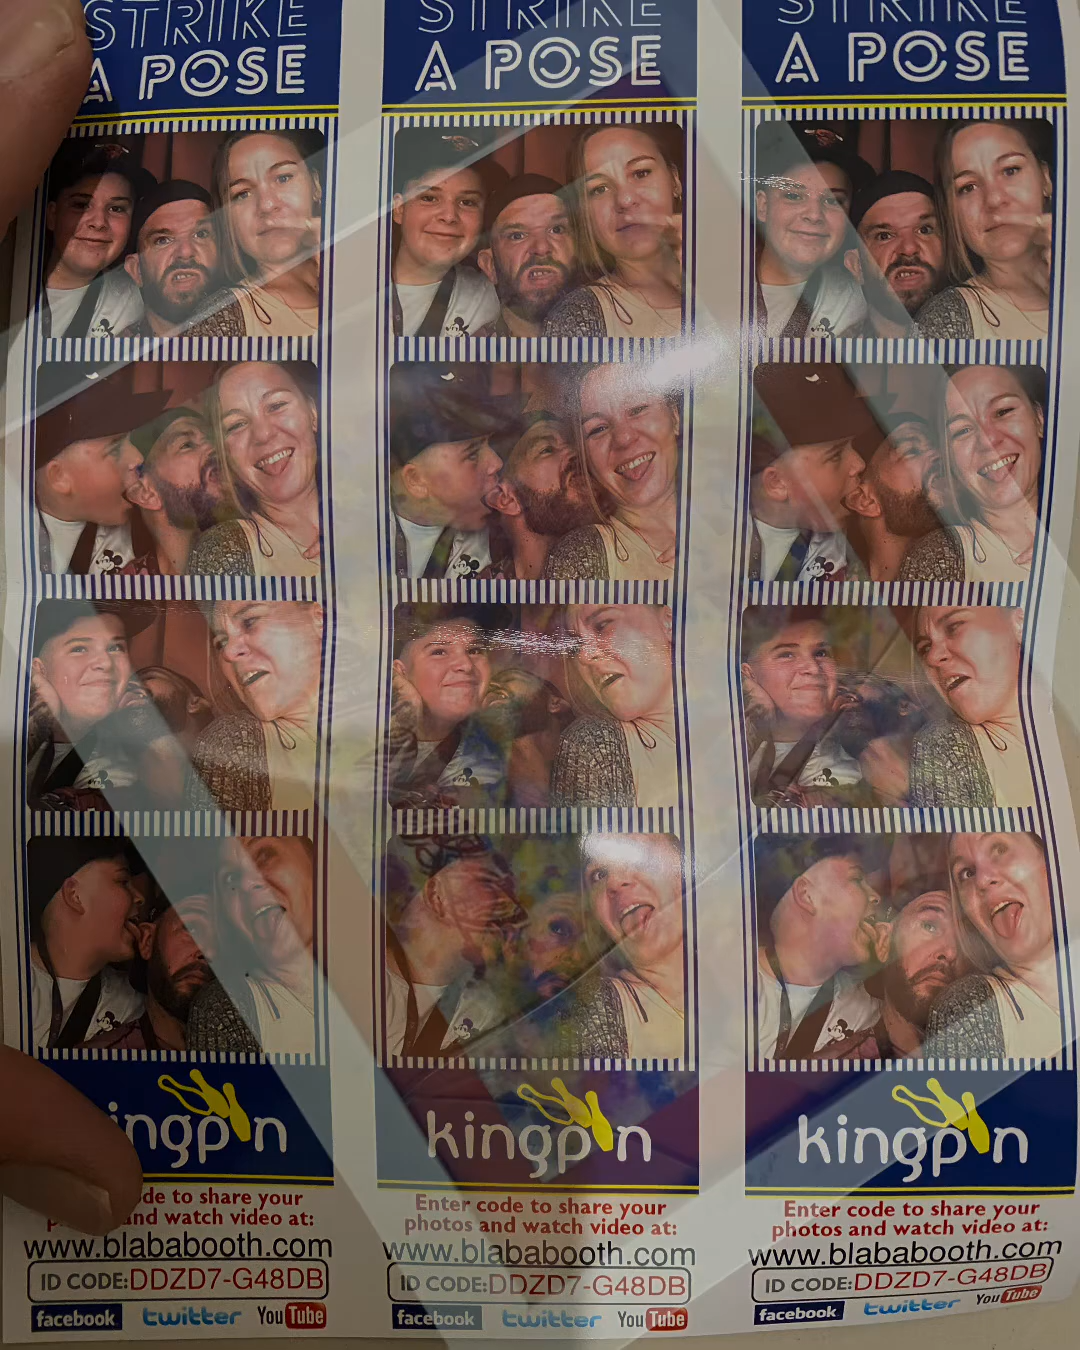 STRIKE
A POSE
kingpin
de to share your
and watch video at:
www.blababooth.com
ID CODE:DDZD7-G48DB
facebook twitter YouTube
STRIKE
A POSE
kingpin
Enter code to share your
photos and watch video at:
www.blababooth.com
ID CODE:DDZD7-G48DB
facebook twitter YouTube
STRIKE
A POSE
kingpin
Enter code to share your
photos and watch video at:
www.blababooth.com
ID CODE:DDZD7-G48DB
facebook twitter YouTube